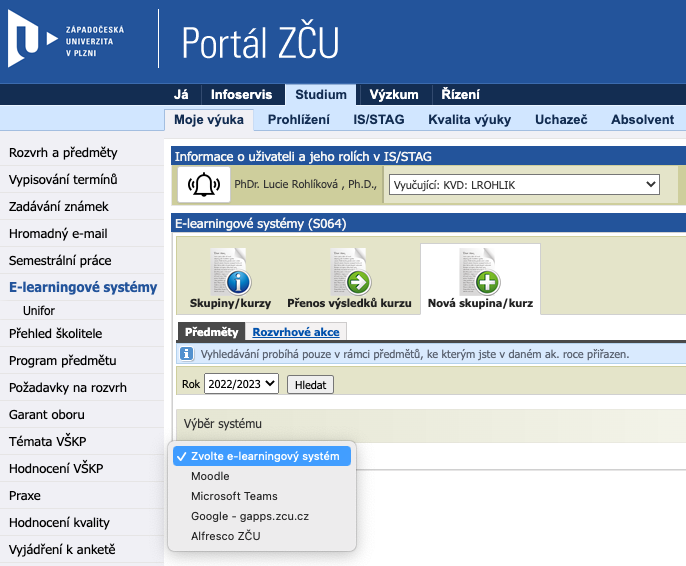 ZÁPADOČESKÁ
UNIVERZITA
V PLZNI
Portál ZČU
Já Infoservis Studium Výzkum Řízení
Moje výuka Prohlížení IS/STAG Kvalita výuky Uchazeč Absolvent
Rozvrh a předměty
Vypisování termínů
Zadávání známek
Hromadný e-mail
Semestrální práce
E-learningové systémy
Unifor
Přehled školitele
Program předmětu
Požadavky na rozvrh
Garant oboru
Témata VŠKP
Hodnocení VŠKP
Praxe
Hodnocení kvality
Vyjádření k anketě
Informace o uživateli a jeho rolích v IS/STAG
PhDr. Lucie Rohlíková , Ph.D.,
Vyučující: KVD: LROHLIK
E-learningové systémy (S064)
Skupiny/kurzy Přenos výsledků kurzu Nová skupina/kurz
Předměty Rozvrhové akce
Vyhledávání probíhá pouze v rámci předmětů, ke kterým jste v daném ak. roce přiřazen.
Rok 2022/2023 Hledat
Výběr systému
Zvolte e-learningový systém
Moodle
Microsoft Teams
Google - gapps.zcu.cz
Alfresco ZČU